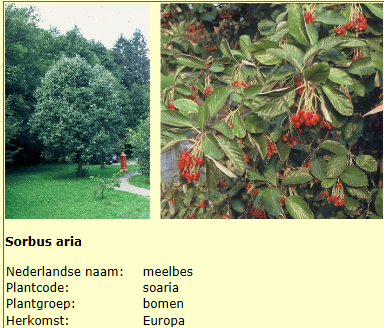 Sorbus aria
Nederlandse naam: meelbes
Plantcode: soaria
Plantgroep: bomen
Herkomst: Europa